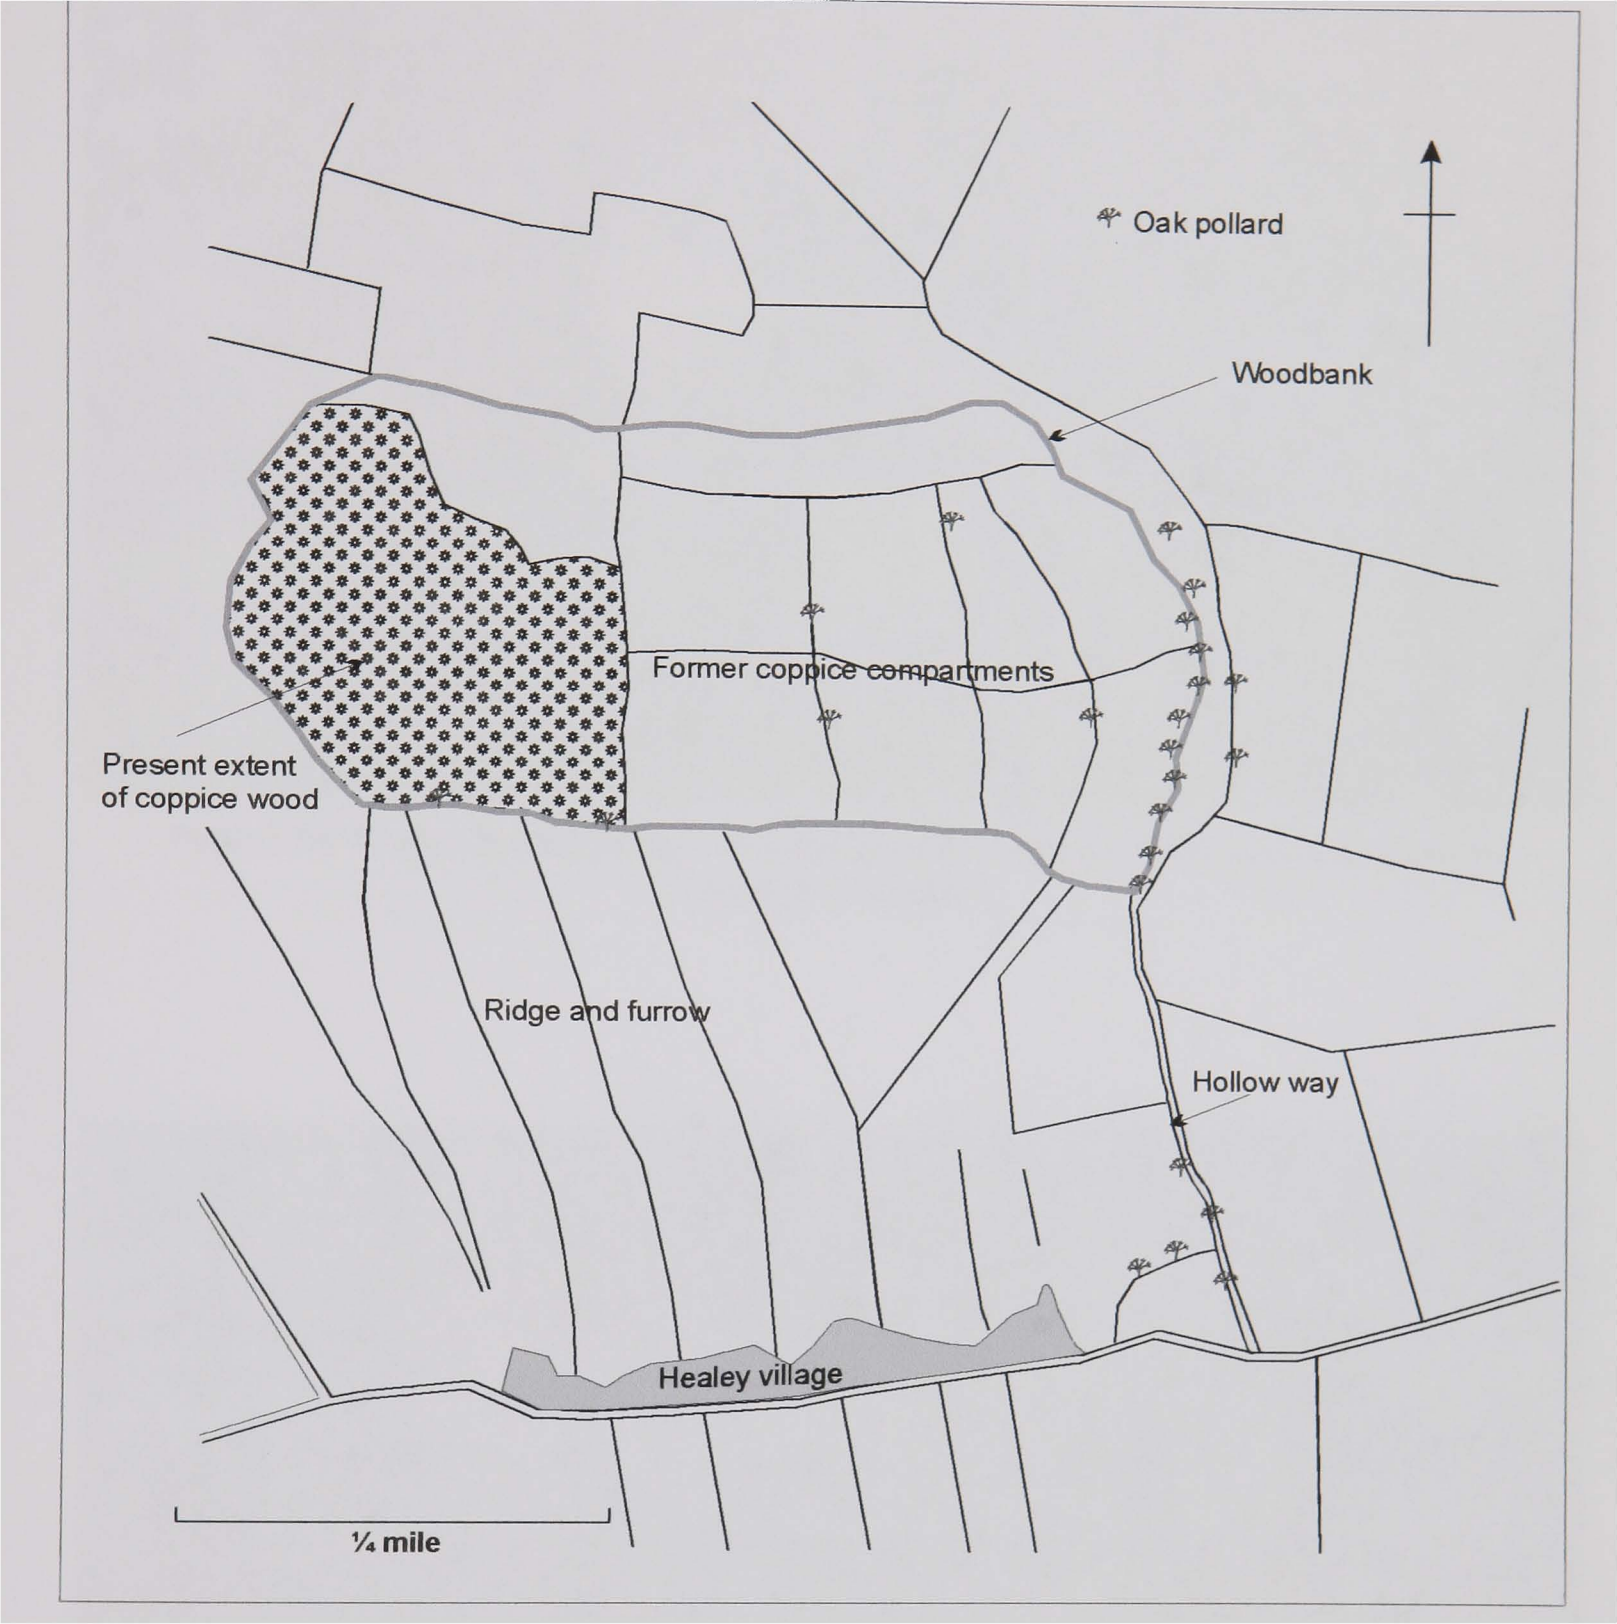 Oak pollard
Woodbank
Former coppice compartments
Present extent
of coppice wood
Ridge and furrow
Hollow way
Healey village
¼ mile